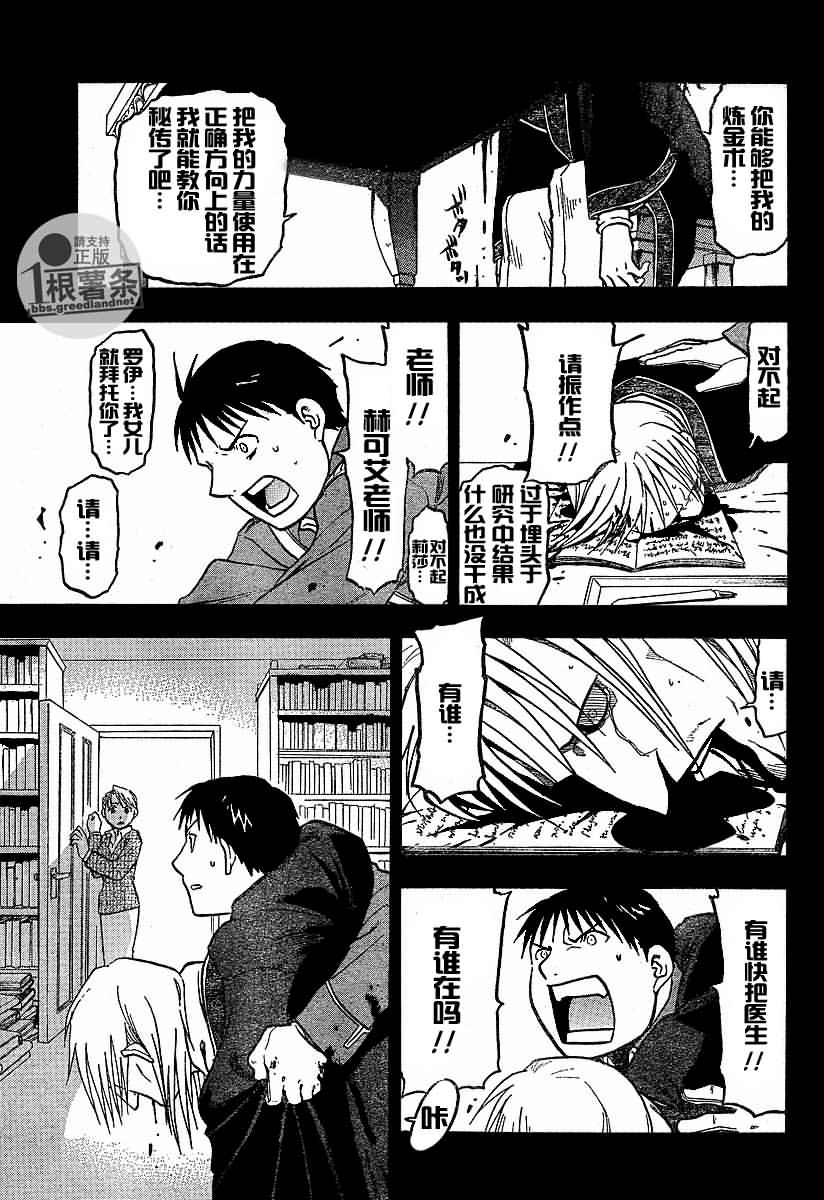 你能够把我的
炼金术…
把我的力量使用在
正确方向上的话
我就能教你
秘传了吧…
ボタ
ボタッ
請支持
正版
1根薯条
bbs.greedland.net
对不起
请振作点!!
过于埋头于
研究中结果
什么也没干成
老师!!
赫可艾老师!!
对不起
莉莎…
罗伊…我女儿
就拜托你了…
请…请…
请…
有谁…
有谁快把医生!!
有谁在吗!!
咔